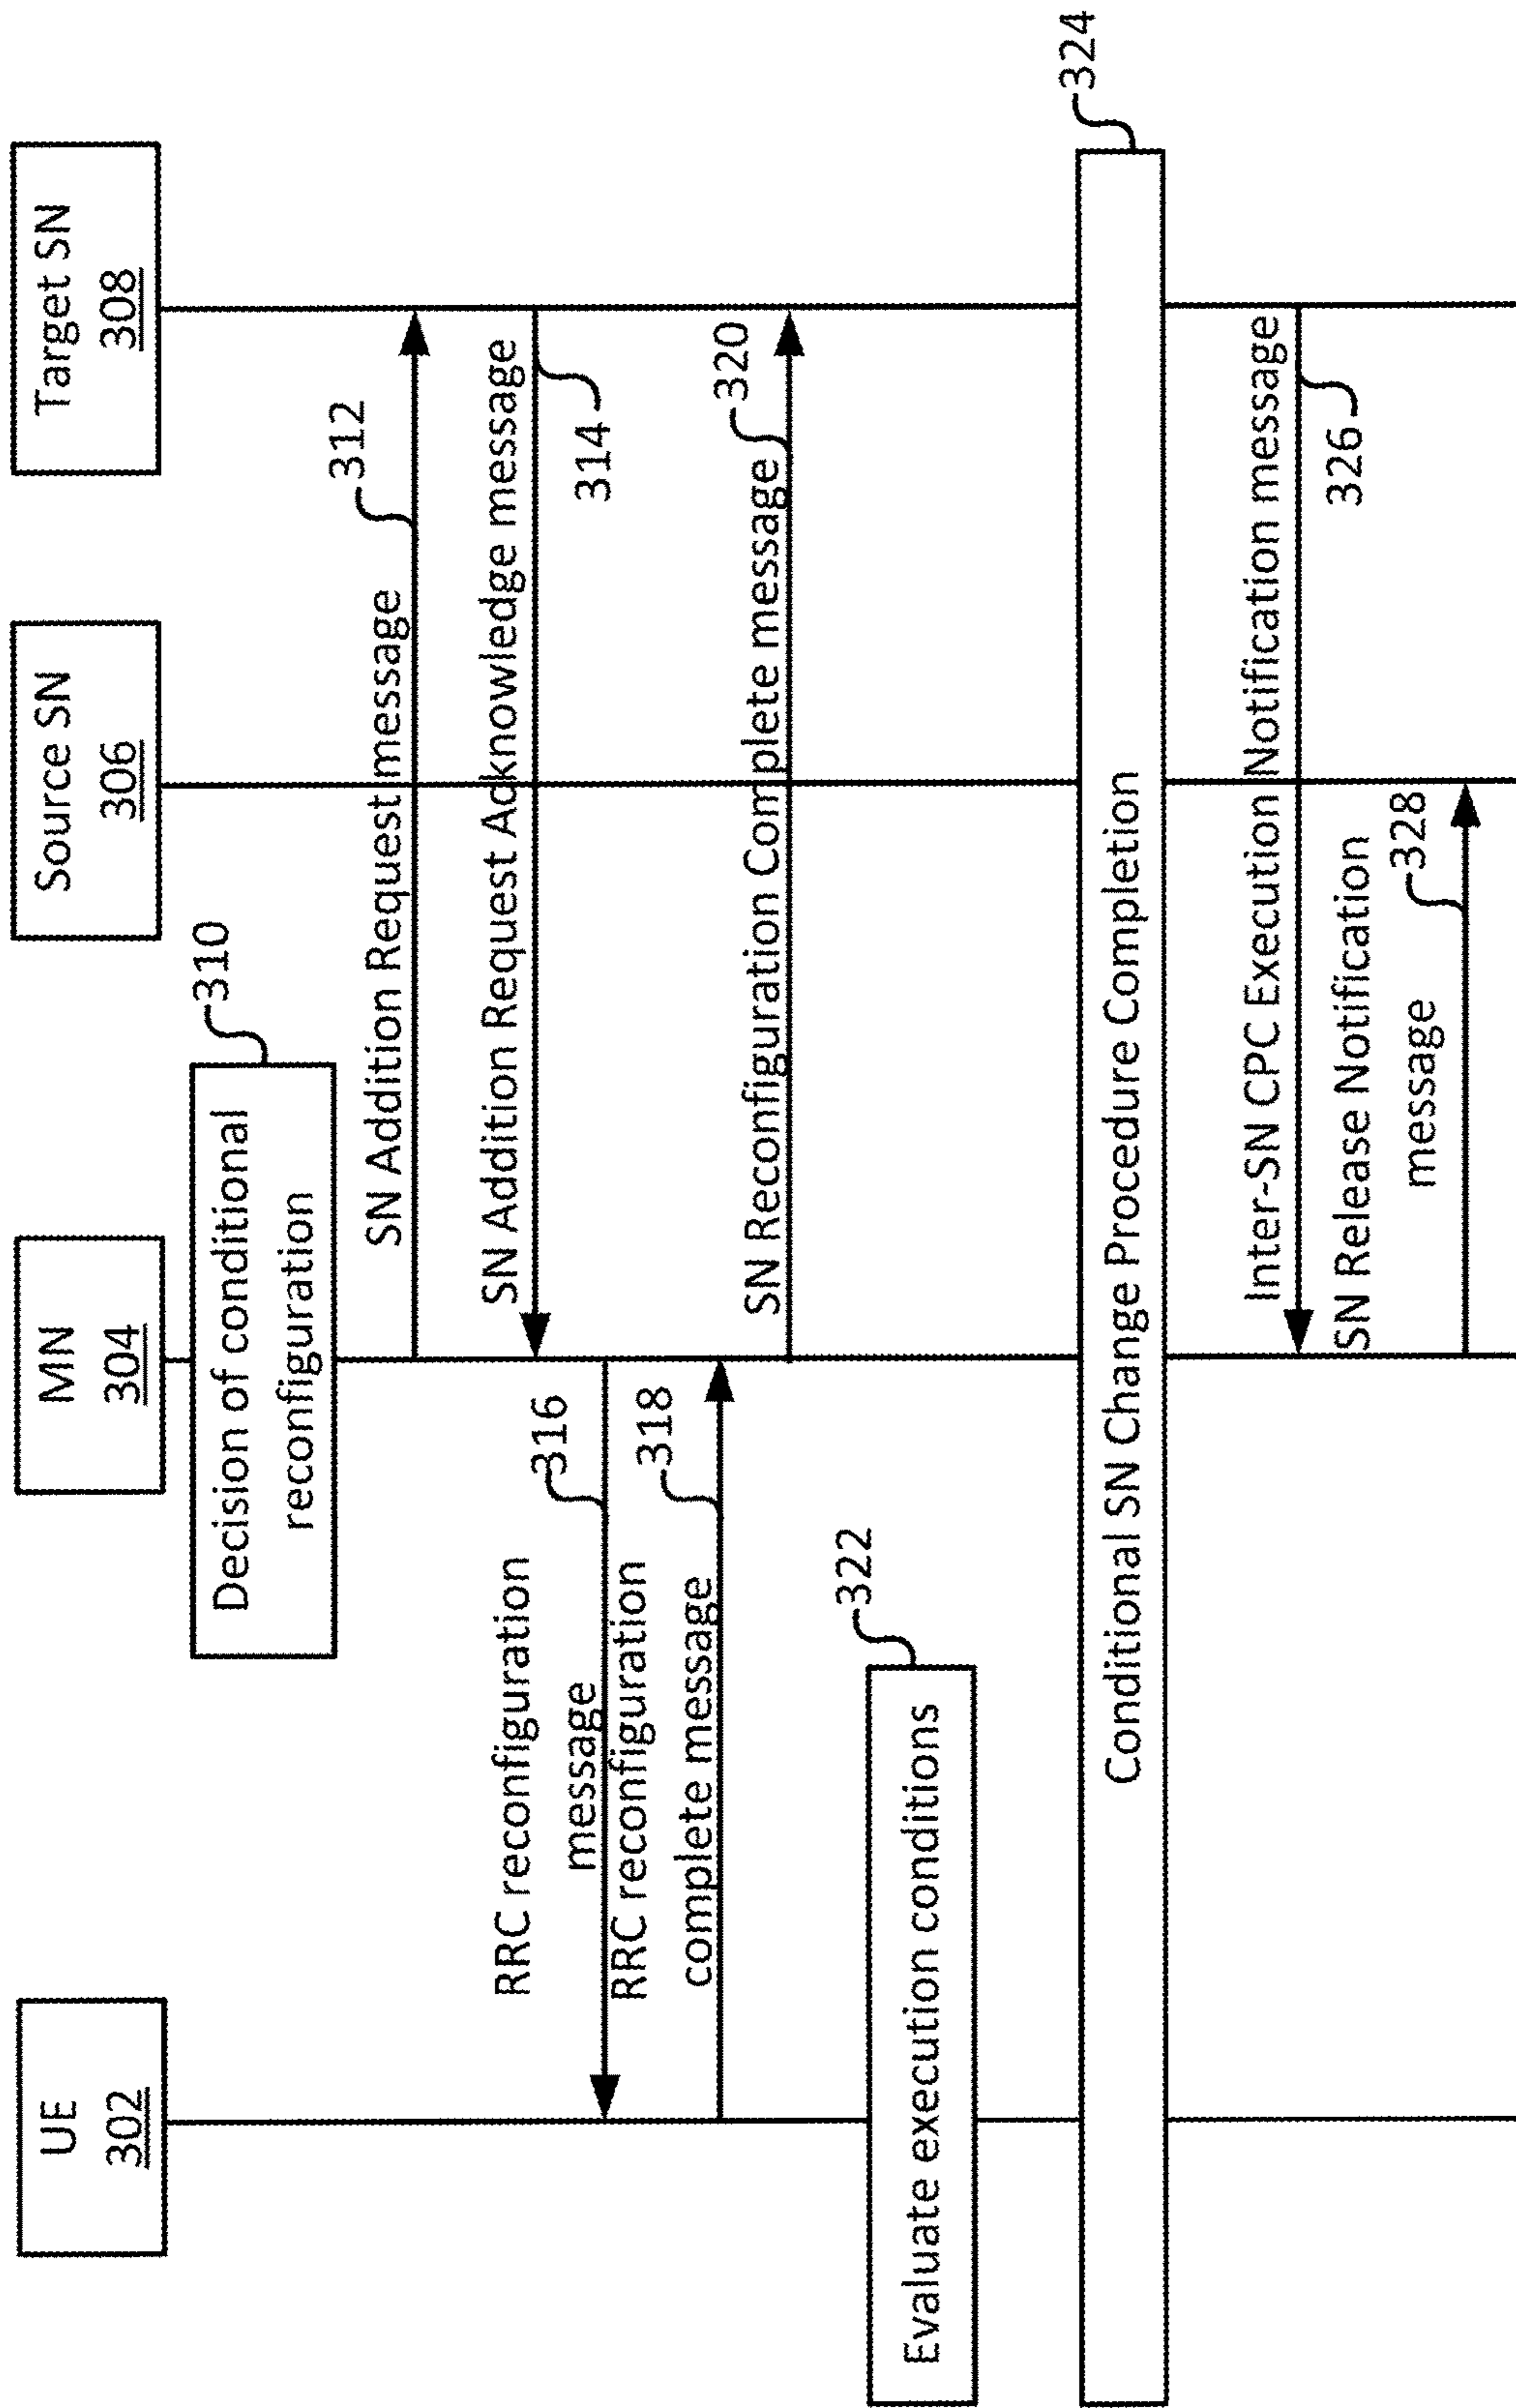 UE
302
MN
304
Source SN
306
Target SN
308
Decision of conditional
reconfiguration
310
SN Addition Request message
312
SN Addition Request Acknowledge message
314
RRC reconfiguration
message
316
RRC reconfiguration
complete message
318
SN Reconfiguration Complete message
320
Evaluate execution conditions
322
Conditional SN Change Procedure Completion
324
Inter-SN CPC Execution Notification message
326
SN Release Notification
message
328